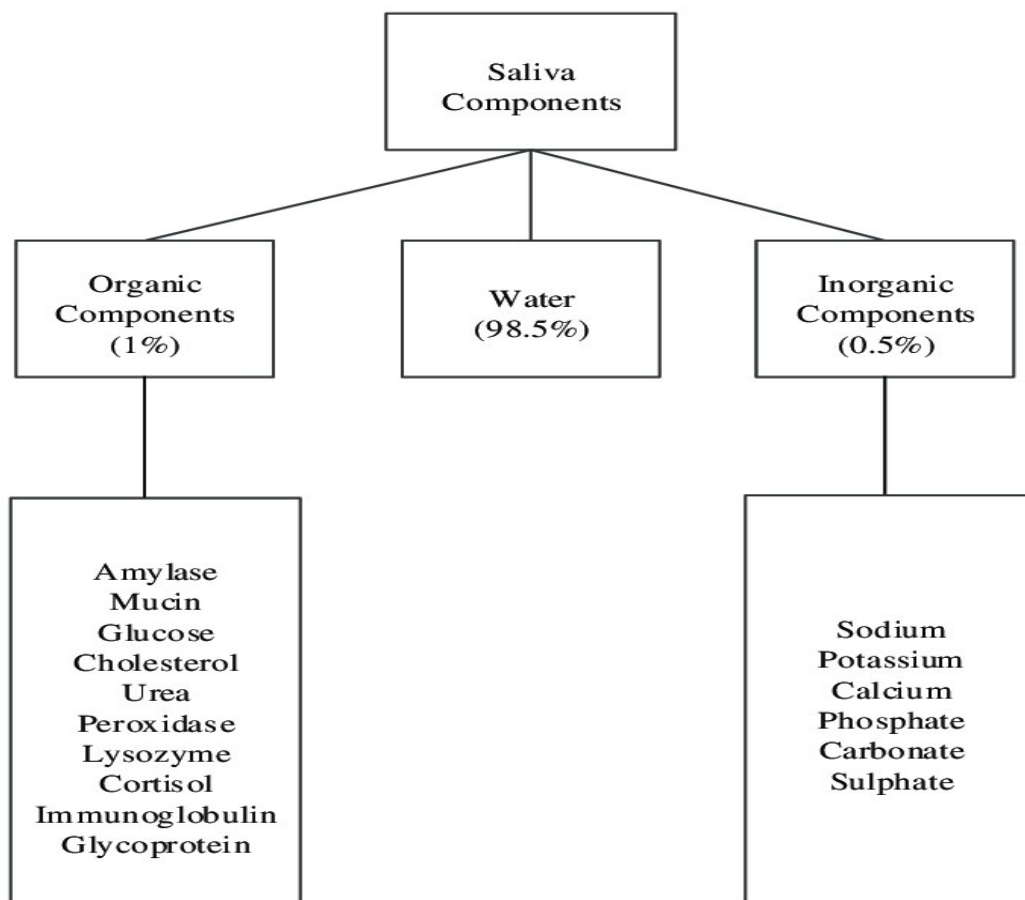 Saliva
Components
Organic
Components
(1%)
Water
(98.5%)
Inorganic
Components
(0.5%)
Amylase
Mucin
Glucose
Cholesterol
Urea
Peroxidase
Lysozyme
Cortisol
Immunoglobulin
Glycoprotein
Sodium
Potassium
Calcium
Phosphate
Carbonate
Sulphate